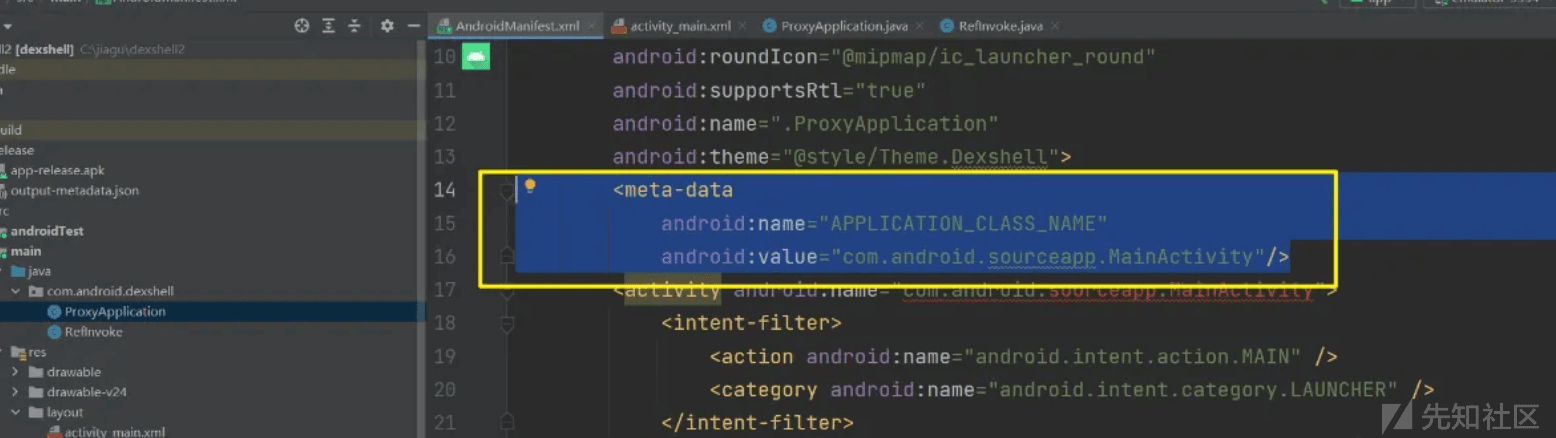 main AndroidManifest.xml app
AndroidManifest.xml activity_main.xml ProxyApplication.java RefInvoke.java
ll2 [dexshell] C:\jiagu\dexshell2
dle
uild
elease
app-release.apk
output-metadata.json
rc
androidTest
main
java
com.android.dexshell
ProxyApplication
RefInvoke
res
drawable
drawable-v24
layout
activity_main.xml
10 android:roundIcon="@mipmap/ic_launcher_round"
11 android:supportsRtl="true"
12 android:name=".ProxyApplication"
13 android:theme="@style/Theme.Dexshell">
14 <meta-data
15 android:name="APPLICATION_CLASS_NAME"
16 android:value="com.android.sourceapp.MainActivity"/>
17 <activity android:name="com.android.sourceapp.MainActivity">
18 <intent-filter>
19 <action android:name="android.intent.action.MAIN" />
20 <category android:name="android.intent.category.LAUNCHER" />
21 </intent-filter>
先知社区